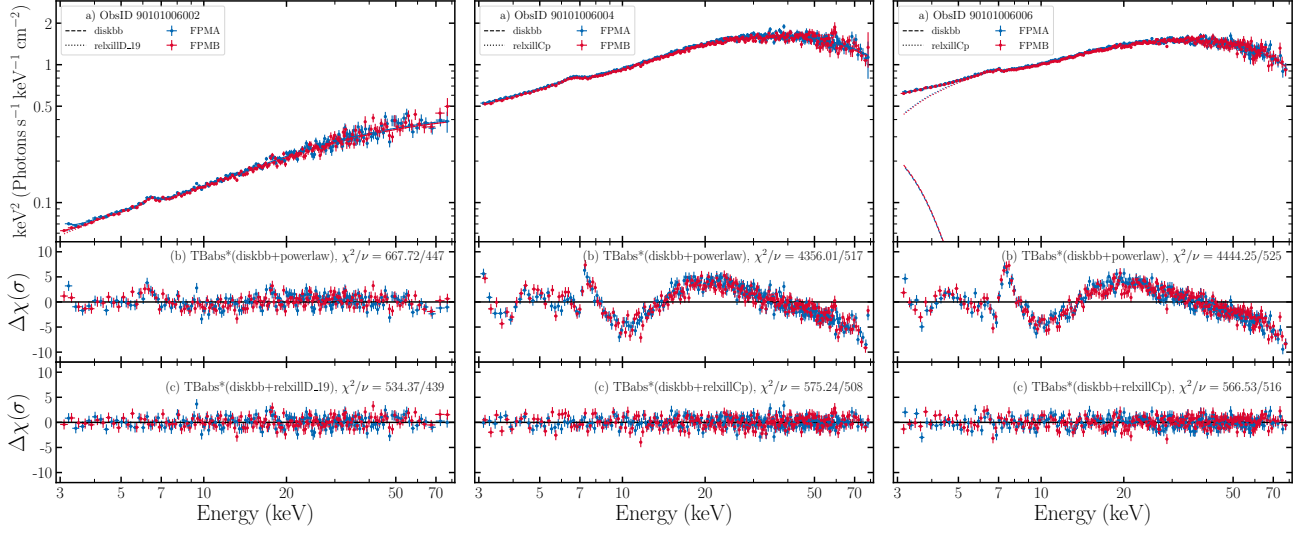 a) ObsID 90101006002
diskbb FPMA
relxillD_19 FPMB
a) ObsID 90101006004
diskbb FPMA
relxillCp FPMB
a) ObsID 90101006006
diskbb FPMA
relxillCp FPMB
keV² (Photons s⁻¹ keV⁻¹ cm⁻²)
2
1
0.5
0.1
(b) TBabs*(diskbb+powerlaw), χ²/ν = 667.72/447
(b) TBabs*(diskbb+powerlaw), χ²/ν = 4356.01/517
(b) TBabs*(diskbb+powerlaw), χ²/ν = 4444.25/525
Δχ(σ)
10
5
0
-5
-10
(c) TBabs*(diskbb+relxillD_19), χ²/ν = 534.37/439
(c) TBabs*(diskbb+relxillCp), χ²/ν = 575.24/508
(c) TBabs*(diskbb+relxillCp), χ²/ν = 566.53/516
Δχ(σ)
10
5
0
-5
-10
3 5 7 10 20 30 50 70
3 5 7 10 20 30 50 70
3 5 7 10 20 30 50 70
Energy (keV)
Energy (keV)
Energy (keV)